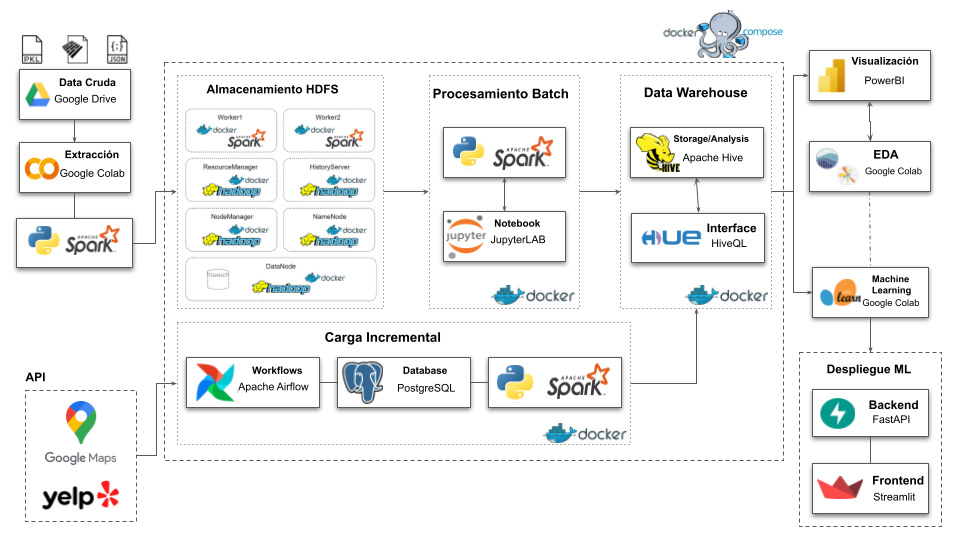 docker
compose
PKL
{;}
JSON
Data Cruda
Google Drive
Extracción
Google Colab
APACHE
Spark
Almacenamiento HDFS
Worker1
docker
APACHE
Spark
Worker2
docker
APACHE
Spark
ResourceManager
docker
hadoop
HistoryServer
docker
hadoop
NodeManager
docker
hadoop
NameNode
docker
hadoop
DataNode
docker
hadoop
Procesamiento Batch
APACHE
Spark
Notebook
jupyter
JupyterLAB
docker
Data Warehouse
Storage/Analysis
Apache Hive
HIVE
Interface
HUE
HiveQL
docker
Carga Incremental
Workflows
Apache Airflow
Database
PostgreSQL
APACHE
Spark
docker
API
Google Maps
yelp
Visualización
PowerBI
EDA
Google Colab
Machine
Learning
learn
Google Colab
Despliegue ML
Backend
FastAPI
Frontend
Streamlit